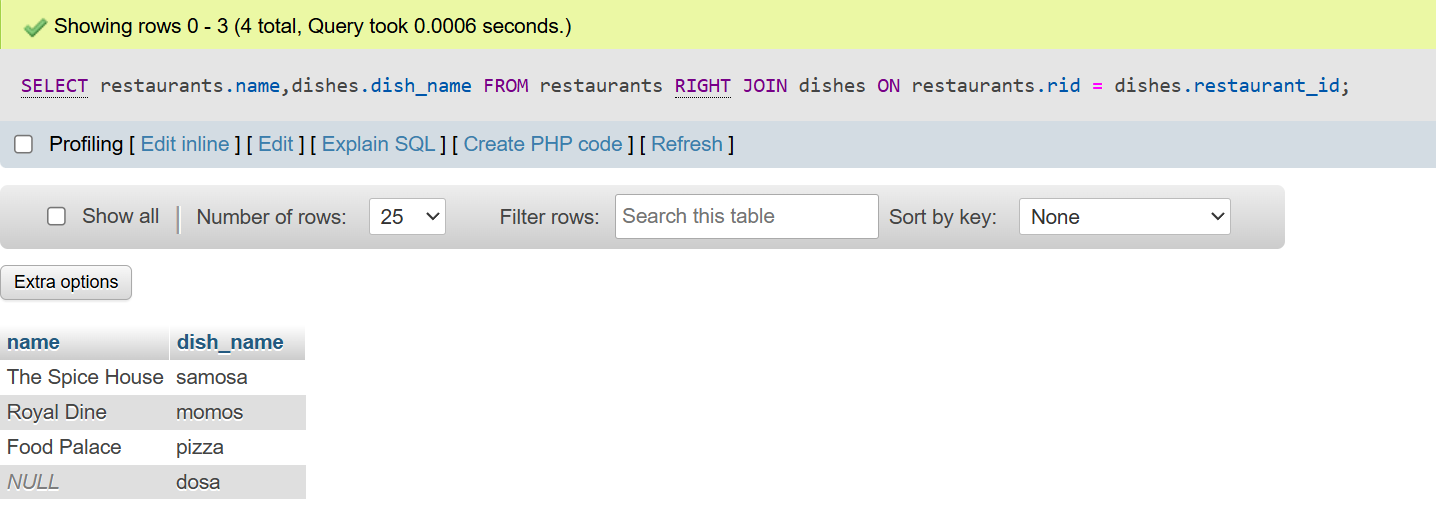 Showing rows 0 - 3 (4 total, Query took 0.0006 seconds.)
SELECT restaurants.name,dishes.dish_name FROM restaurants RIGHT JOIN dishes ON restaurants.rid = dishes.restaurant_id;
Profiling [ Edit inline ] [ Edit ] [ Explain SQL ] [ Create PHP code ] [ Refresh ]
Show all Number of rows: 25 Filter rows: Search this table Sort by key: None
Extra options
name dish_name
The Spice House samosa
Royal Dine momos
Food Palace pizza
NULL dosa